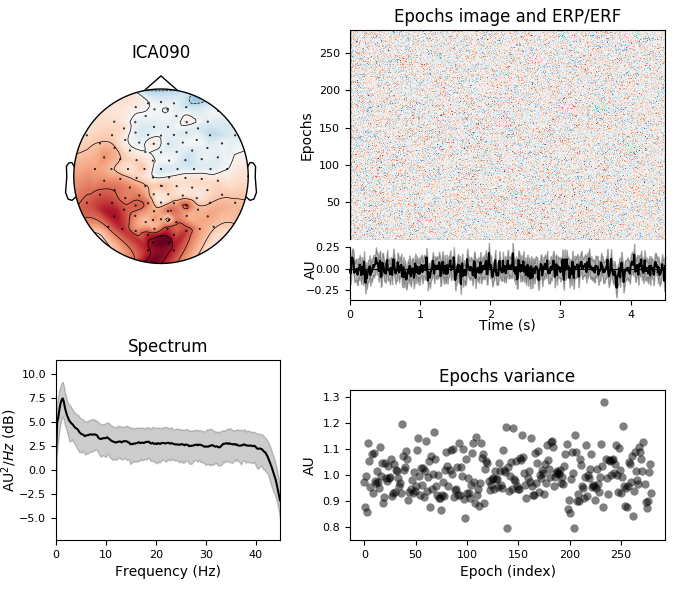 ICA090
Epochs image and ERP/ERF
Epochs
250
200
150
100
50
AU
0.25
0.00
−0.25
0 1 2 3 4
Time (s)
Spectrum
AU²/Hz (dB)
10.0
7.5
5.0
2.5
0.0
−2.5
−5.0
0 10 20 30 40
Frequency (Hz)
Epochs variance
AU
1.3
1.2
1.1
1.0
0.9
0.8
0 50 100 150 200 250
Epoch (index)